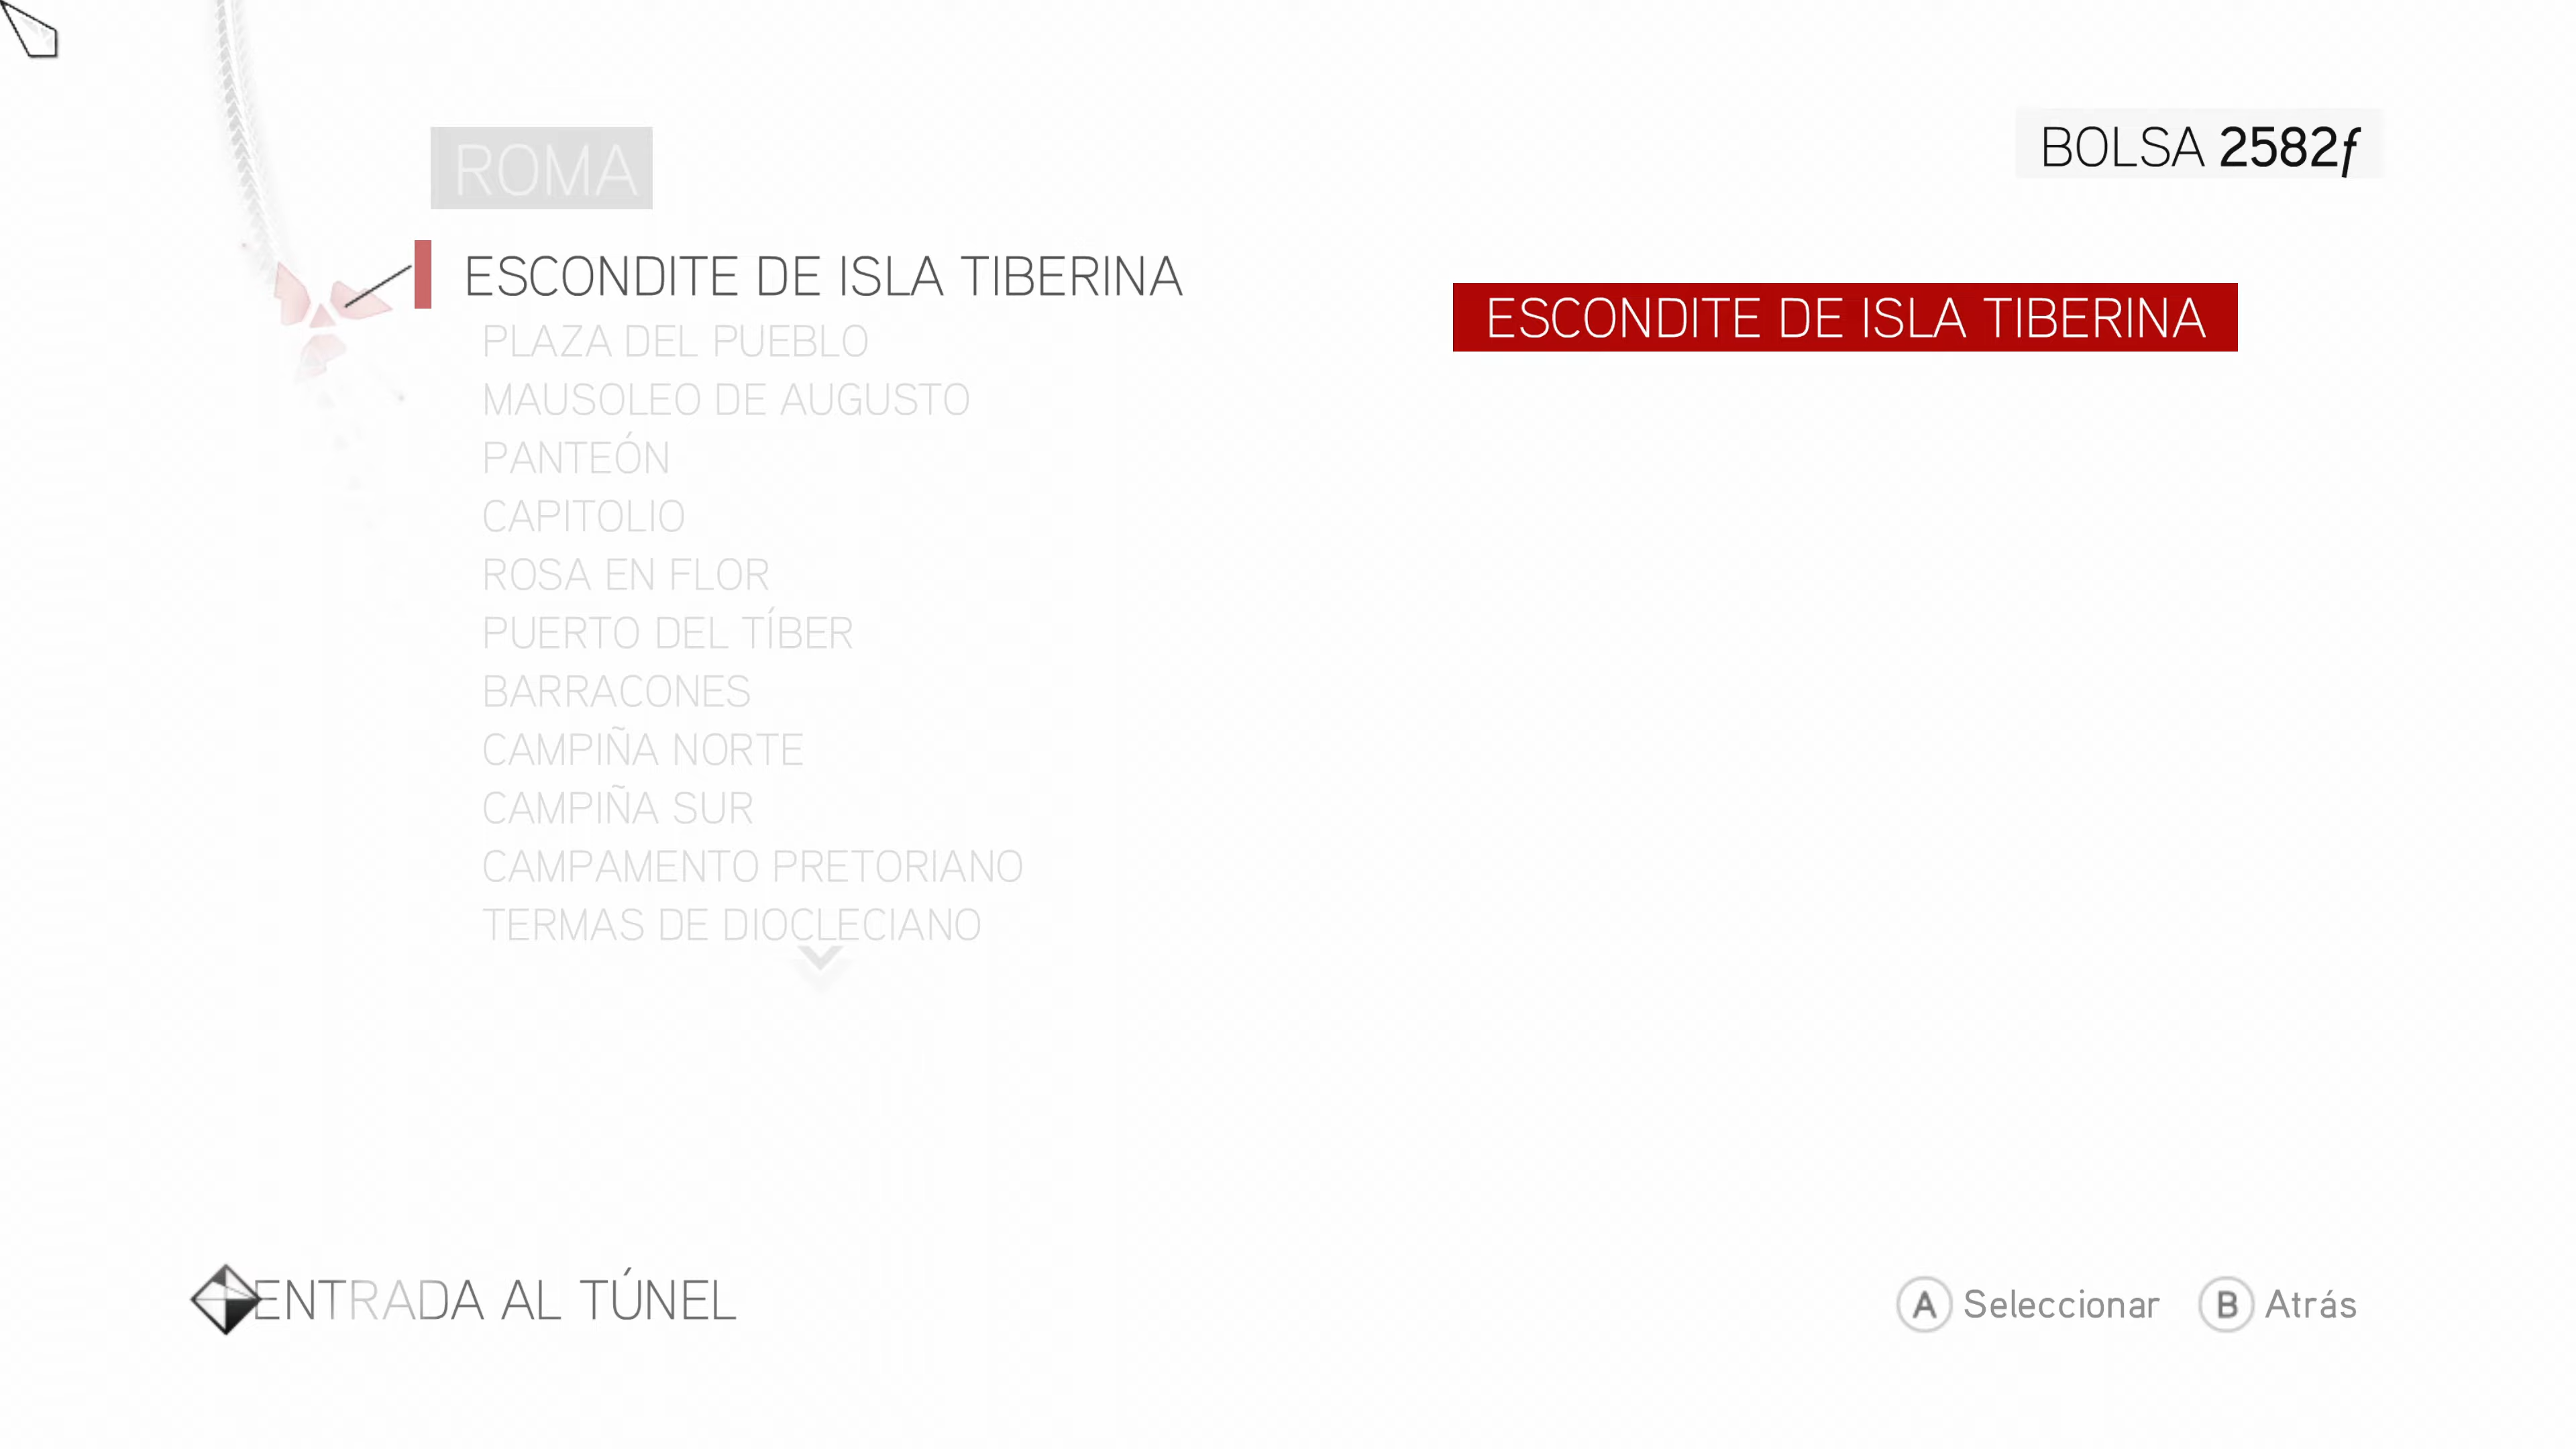 ROMA
BOLSA 2582f
ESCONDITE DE ISLA TIBERINA
ESCONDITE DE ISLA TIBERINA
PLAZA DEL PUEBLO
MAUSOLEO DE AUGUSTO
PANTEÓN
CAPITOLIO
ROSA EN FLOR
PUERTO DEL TÍBER
BARRACONES
CAMPIÑA NORTE
CAMPIÑA SUR
CAMPAMENTO PRETORIANO
TERMAS DE DIOCLECIANO
ENTRADA AL TÚNEL
A Seleccionar B Atrás